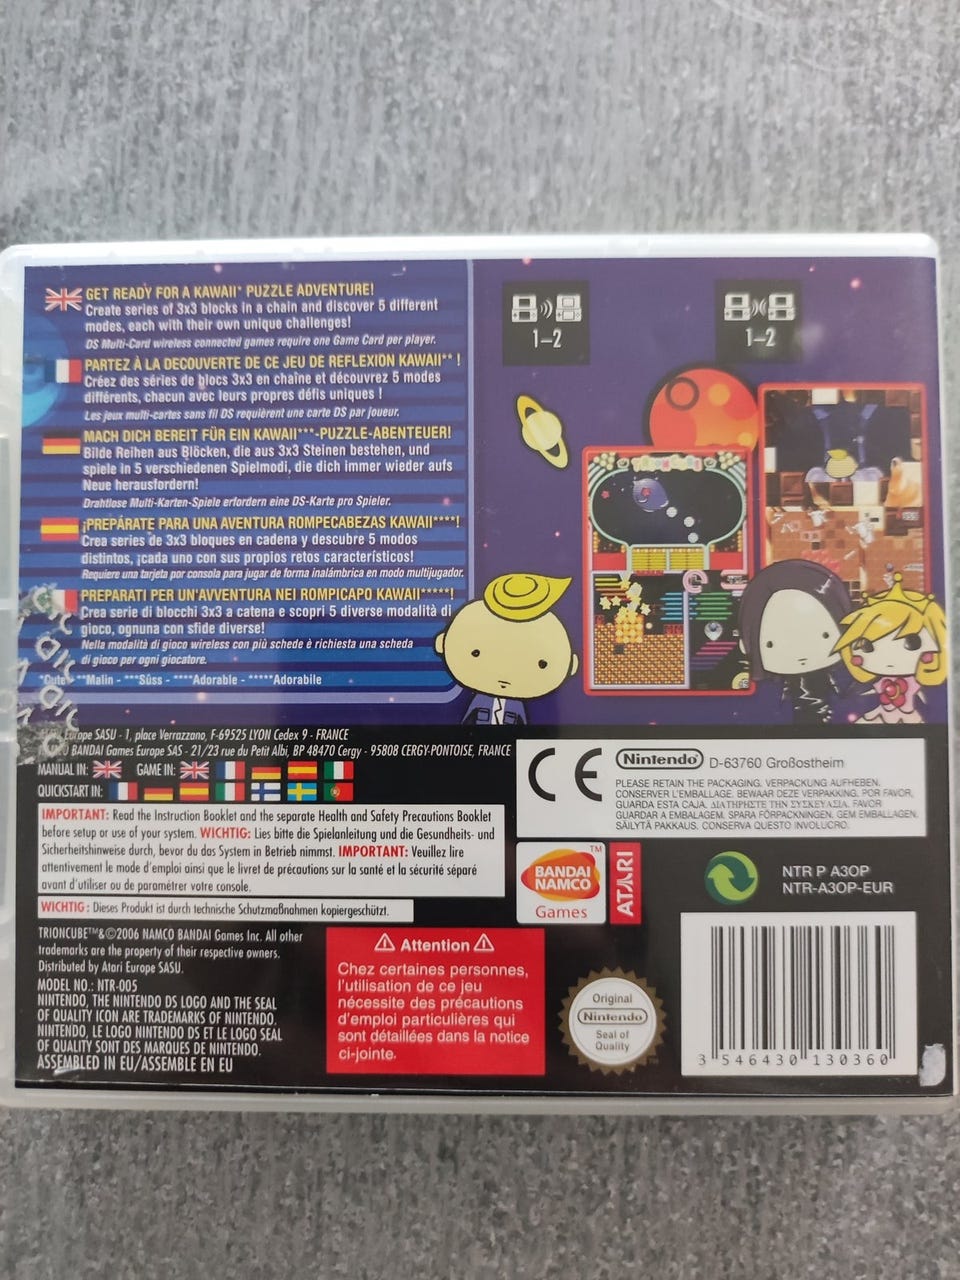 GET READY FOR A KAWAII* PUZZLE ADVENTURE!
Create series of 3x3 blocks in a chain and discover 5 different
modes, each with their own unique challenges!
DS Multi-Card wireless connected games require one Game Card per player.
PARTEZ À LA DECOUVERTE DE CE JEU DE REFLEXION KAWAII** !
Créez des séries de blocs 3x3 en chaîne et découvrez 5 modes
différents, chacun avec leurs propres défis uniques !
Les jeux multi-cartes sans fil DS requièrent une carte DS par joueur.
MACH DICH BEREIT FÜR EIN KAWAII***-PUZZLE-ABENTEUER!
Bilde Reihen aus Blöcken, die aus 3x3 Steinen bestehen, und
spiele in 5 verschiedenen Spielmodi, die dich immer wieder aufs
Neue herausfordern!
Drahtlose Multi-Karten-Spiele erfordern eine DS-Karte pro Spieler.
¡PREPÁRATE PARA UNA AVENTURA ROMPECABEZAS KAWAII****!
Crea series de 3x3 bloques en cadena y descubre 5 modos
distintos, ¡cada uno con sus propios retos característicos!
Requiere una tarjeta por consola para jugar de forma inalámbrica en modo multijugador.
PREPARATI PER UN'AVVENTURA NEI ROMPICAPO KAWAII*****!
Crea serie di blocchi 3x3 a catena e scopri 5 diverse modalità di
gioco, ognuna con sfide diverse!
Nella modalità di gioco wireless con più schede è richiesta una scheda
di gioco per ogni giocatore.
*Cute **Malin - ***Süss - ****Adorable - *****Adorabile
1-2
1-2
Europe SASU - 1, place Verrazzano, F-69525 LYON Cedex 9 - FRANCE
BANDAI Games Europe SAS - 21/23 rue du Petit Albi, BP 48470 Cergy - 95808 CERGY-PONTOISE, FRANCE
MANUAL IN: GAME IN:
QUICKSTART IN:
IMPORTANT: Read the Instruction Booklet and the separate Health and Safety Precautions Booklet
before setup or use of your system. WICHTIG: Lies bitte die Spielanleitung und die Gesundheits- und
Sicherheitshinweise durch, bevor du das System in Betrieb nimmst. IMPORTANT: Veuillez lire
attentivement le mode d'emploi ainsi que le livret de précautions sur la santé et la sécurité séparé
avant d'utiliser ou de paramétrer votre console.
WICHTIG: Dieses Produkt ist durch technische Schutzmaßnahmen kopiergeschützt.
TRIONCUBE™&©2006 NAMCO BANDAI Games Inc. All other
trademarks are the property of their respective owners.
Distributed by Atari Europe SASU.
MODEL NO.: NTR-005
NINTENDO, THE NINTENDO DS LOGO AND THE SEAL
OF QUALITY ICON ARE TRADEMARKS OF NINTENDO.
NINTENDO, LE LOGO NINTENDO DS ET LE LOGO SEAL
OF QUALITY SONT DES MARQUES DE NINTENDO.
ASSEMBLED IN EU/ASSEMBLE EN EU
Attention
Chez certaines personnes,
l'utilisation de ce jeu
nécessite des précautions
d'emploi particulières qui
sont détaillées dans la notice
ci-jointe.
CE
Nintendo D-63760 Großostheim
PLEASE RETAIN THE PACKAGING. VERPACKUNG AUFHEBEN.
CONSERVER L'EMBALLAGE. BEWAAR DEZE VERPAKKING. POR FAVOR,
GUARDA ESTA CAJA. ΔΙΑΤΗΡΗΣΤΕ ΤΗΝ ΣΥΣΚΕΥΑΣΙΑ. FAVOR
GUARDAR A EMBALAGEM. SPARA FÖRPACKNINGEN. GEM EMBALLAGEN.
SÄILYTÄ PAKKAUS. CONSERVA QUESTO INVOLUCRO.
BANDAI
NAMCO
TM
Games
ATARI
NTR P A3OP
NTR-A3OP-EUR
Original
Nintendo
Seal of
Quality
3 546430 130360